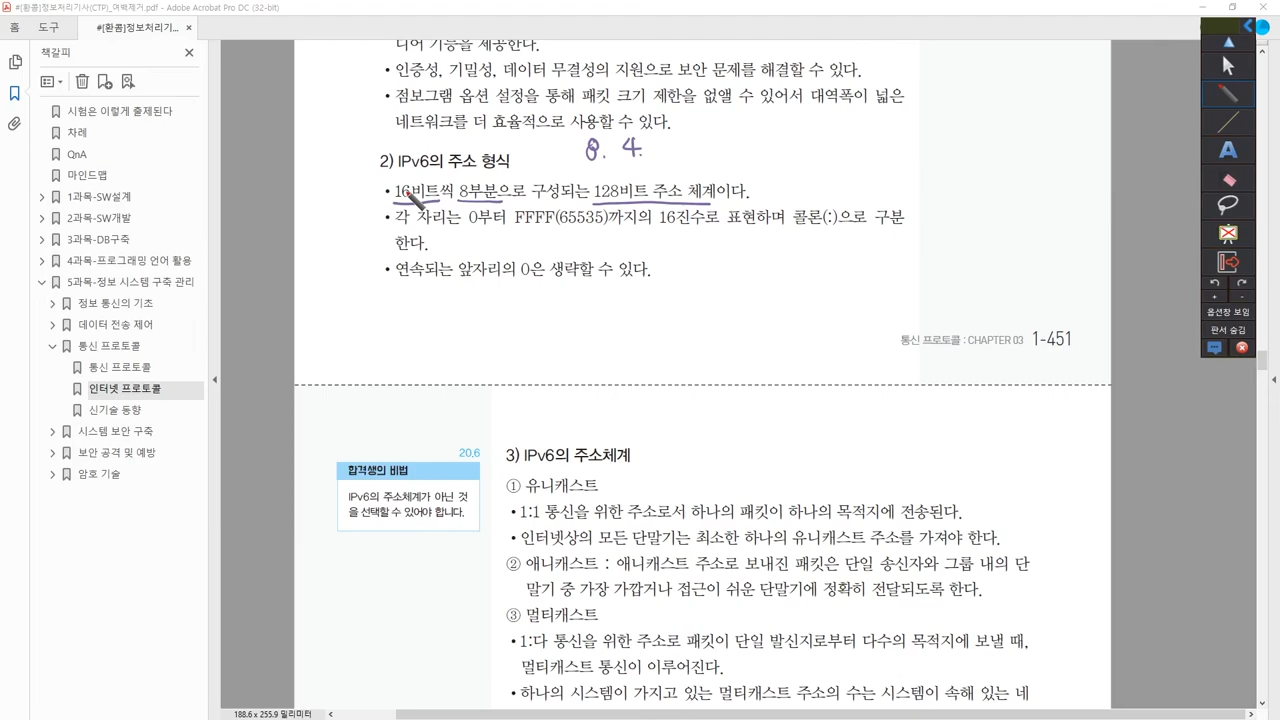 #[환콤]정보처리기사(CTP)_여백제거.pdf - Adobe Acrobat Pro DC (32-bit)
홈 도구 #[환콤]정보처리기... ×
책갈피
시험은 이렇게 출제된다
차례
QnA
마인드맵
1과목-SW설계
2과목-SW개발
3과목-DB구축
4과목-프로그래밍 언어 활용
5과목-정보 시스템 구축 관리
정보 통신의 기초
데이터 전송 제어
통신 프로토콜
통신 프로토콜
인터넷 프로토콜
신기술 동향
시스템 보안 구축
보안 공격 및 예방
암호 기술
디어 기능을 제공한다.
• 인증성, 기밀성, 데이터 무결성의 지원으로 보안 문제를 해결할 수 있다.
• 점보그램 옵션 설정을 통해 패킷 크기 제한을 없앨 수 있어서 대역폭이 넓은
네트워크를 더 효율적으로 사용할 수 있다.
8. 4.
2) IPv6의 주소 형식
• 16비트씩 8부분으로 구성되는 128비트 주소 체계이다.
• 각 자리는 0부터 FFFF(65535)까지의 16진수로 표현하며 콜론(:)으로 구분
한다.
• 연속되는 앞자리의 0은 생략할 수 있다.
통신 프로토콜 : CHAPTER 03 1-451
20.6
합격생의 비법
IPv6의 주소체계가 아닌 것
을 선택할 수 있어야 합니다.
3) IPv6의 주소체계
① 유니캐스트
• 1:1 통신을 위한 주소로서 하나의 패킷이 하나의 목적지에 전송된다.
• 인터넷상의 모든 단말기는 최소한 하나의 유니캐스트 주소를 가져야 한다.
② 애니캐스트 : 애니캐스트 주소로 보내진 패킷은 단일 송신자와 그룹 내의 단
말기 중 가장 가깝거나 접근이 쉬운 단말기에 정확히 전달되도록 한다.
③ 멀티캐스트
• 1:다 통신을 위한 주소로 패킷이 단일 발신지로부터 다수의 목적지에 보낼 때,
멀티캐스트 통신이 이루어진다.
• 하나의 시스템이 가지고 있는 멀티캐스트 주소의 수는 시스템이 속해 있는 네
188.6 x 255.9 밀리미터
A
옵션창 보임
판서 숨김